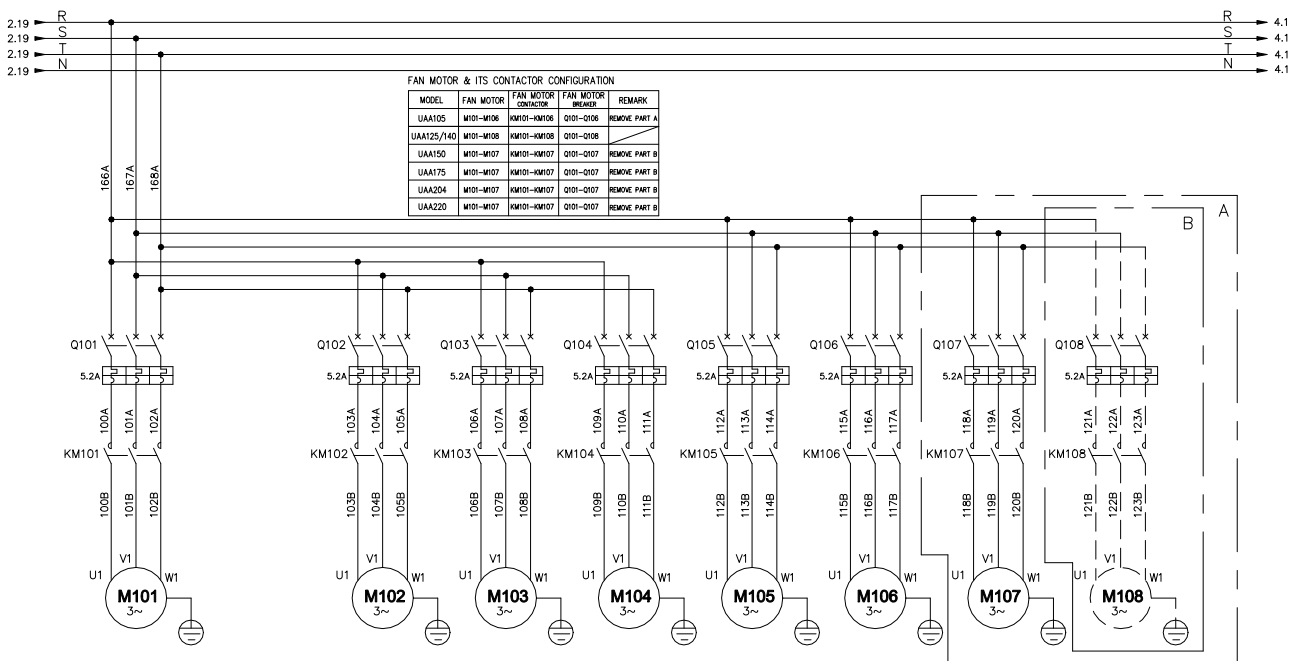 2.19 R R 4.1
2.19 S S 4.1
2.19 T T 4.1
2.19 N N 4.1
FAN MOTOR & ITS CONTACTOR CONFIGURATION
MODEL FAN MOTOR FAN MOTOR CONTACTOR FAN MOTOR BREAKER REMARK
UAA105 M101-M106 KM101-KM106 Q101-Q106 REMOVE PART A
UAA125/140 M101-M108 KM101-KM108 Q101-Q108
UAA150 M101-M107 KM101-KM107 Q101-Q107 REMOVE PART B
UAA175 M101-M107 KM101-KM107 Q101-Q107 REMOVE PART B
UAA204 M101-M107 KM101-KM107 Q101-Q107 REMOVE PART B
UAA220 M101-M107 KM101-KM107 Q101-Q107 REMOVE PART B
166A 167A 168A
B A
Q101 Q102 Q103 Q104 Q105 Q106 Q107 Q108
5.2A 5.2A 5.2A 5.2A 5.2A 5.2A 5.2A 5.2A
100A 101A 102A 103A 104A 105A 106A 107A 108A 109A 110A 111A 112A 113A 114A 115A 116A 117A 118A 119A 120A 121A 122A 123A
KM101 KM102 KM103 KM104 KM105 KM106 KM107 KM108
100B 101B 102B 103B 104B 105B 106B 107B 108B 109B 110B 111B 112B 113B 114B 115B 116B 117B 118B 119B 120B 121B 122B 123B
U1 V1 W1 U1 V1 W1 U1 V1 W1 U1 V1 W1 U1 V1 W1 U1 V1 W1 U1 V1 W1 U1 V1 W1
M101 M102 M103 M104 M105 M106 M107 M108
3~ 3~ 3~ 3~ 3~ 3~ 3~ 3~